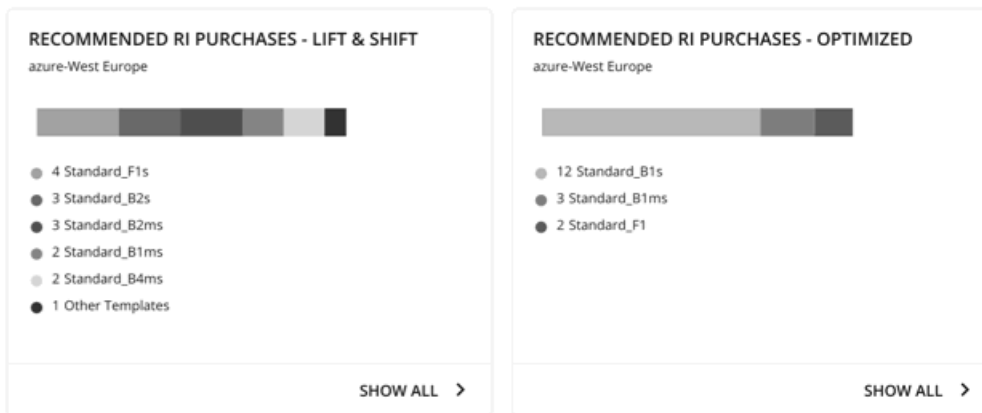 RECOMMENDED RI PURCHASES - LIFT & SHIFT
azure-West Europe
4 Standard_F1s
3 Standard_B2s
3 Standard_B2ms
2 Standard_B1ms
2 Standard_B4ms
1 Other Templates
SHOW ALL
RECOMMENDED RI PURCHASES - OPTIMIZED
azure-West Europe
12 Standard_B1s
3 Standard_B1ms
2 Standard_F1
SHOW ALL